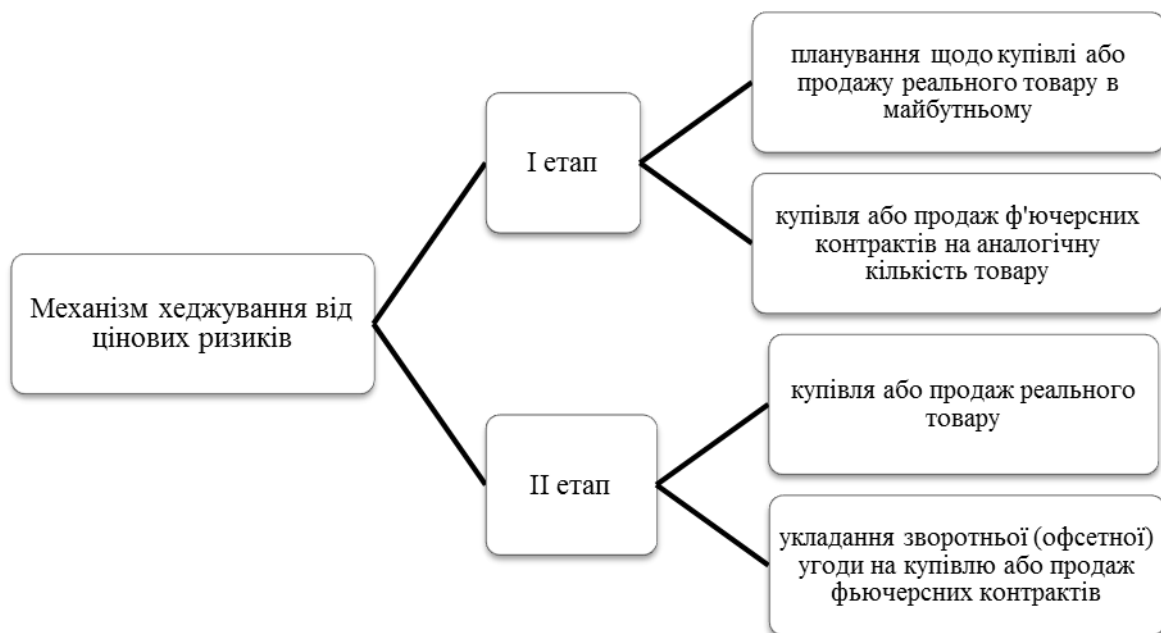 Механізм хеджування від
цінових ризиків
І етап
планування щодо купівлі або
продажу реального товару в
майбутньому
купівля або продаж ф'ючерсних
контрактів на аналогічну
кількість товару
ІІ етап
купівля або продаж реального
товару
укладання зворотньої (офсетної)
угоди на купівлю або продаж
фьючерсних контрактів